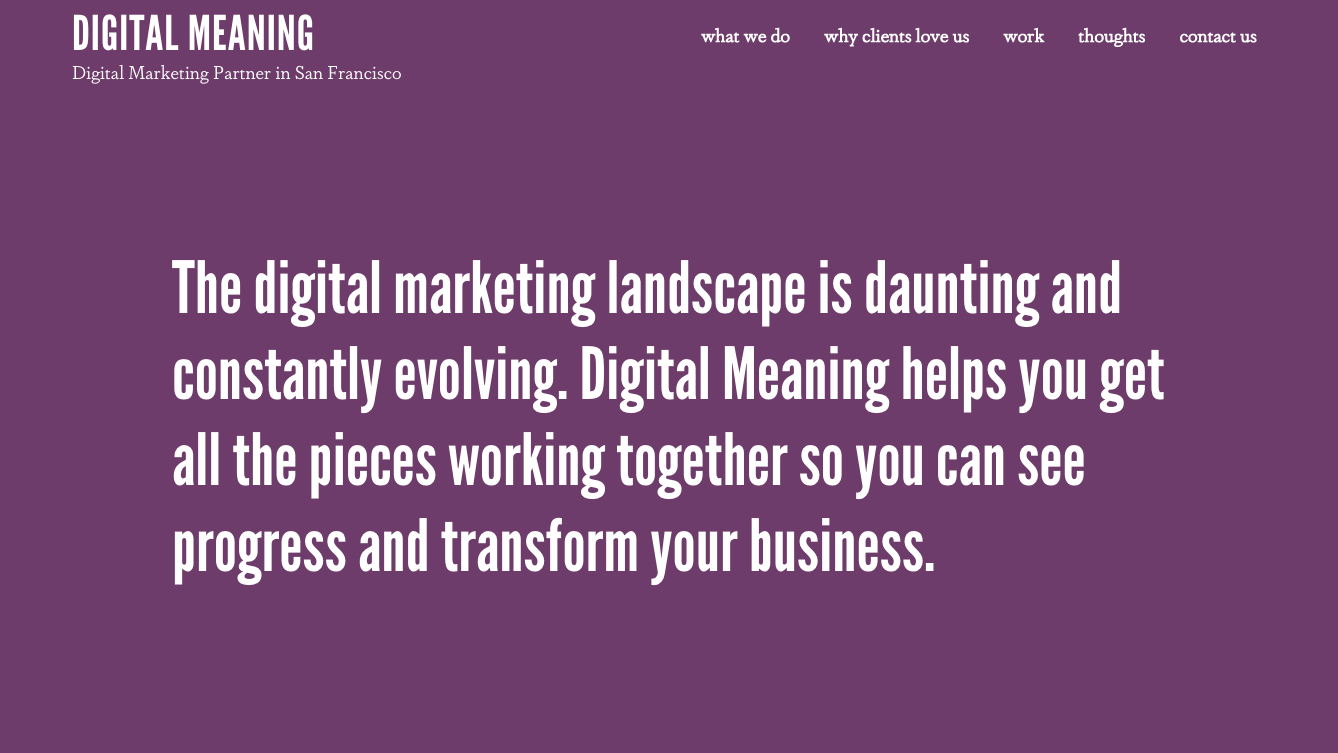 DIGITAL MEANING
Digital Marketing Partner in San Francisco
what we do
why clients love us
work
thoughts
contact us
The digital marketing landscape is daunting and
constantly evolving. Digital Meaning helps you get
all the pieces working together so you can see
progress and transform your business.